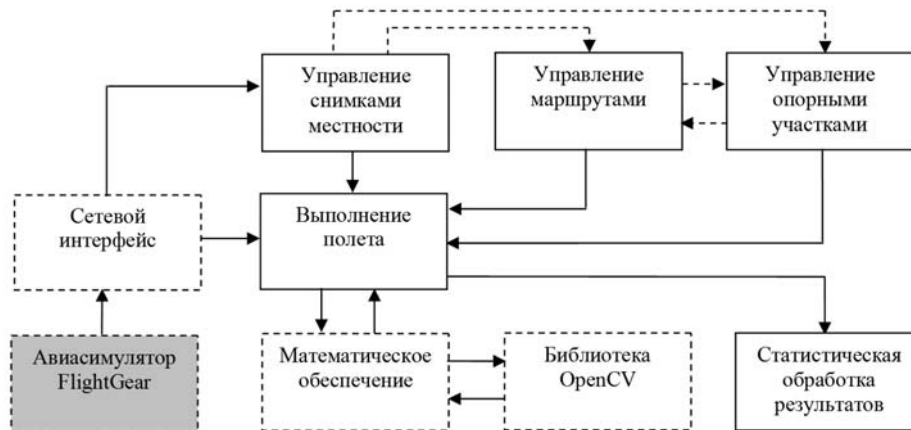 Управление
снимками
местности
Управление
маршрутами
Управление
опорными
участками
Сетевой
интерфейс
Выполнение
полета
Авиасимулятор
FlightGear
Математическое
обеспечение
Библиотека
OpenCV
Статистическая
обработка
результатов